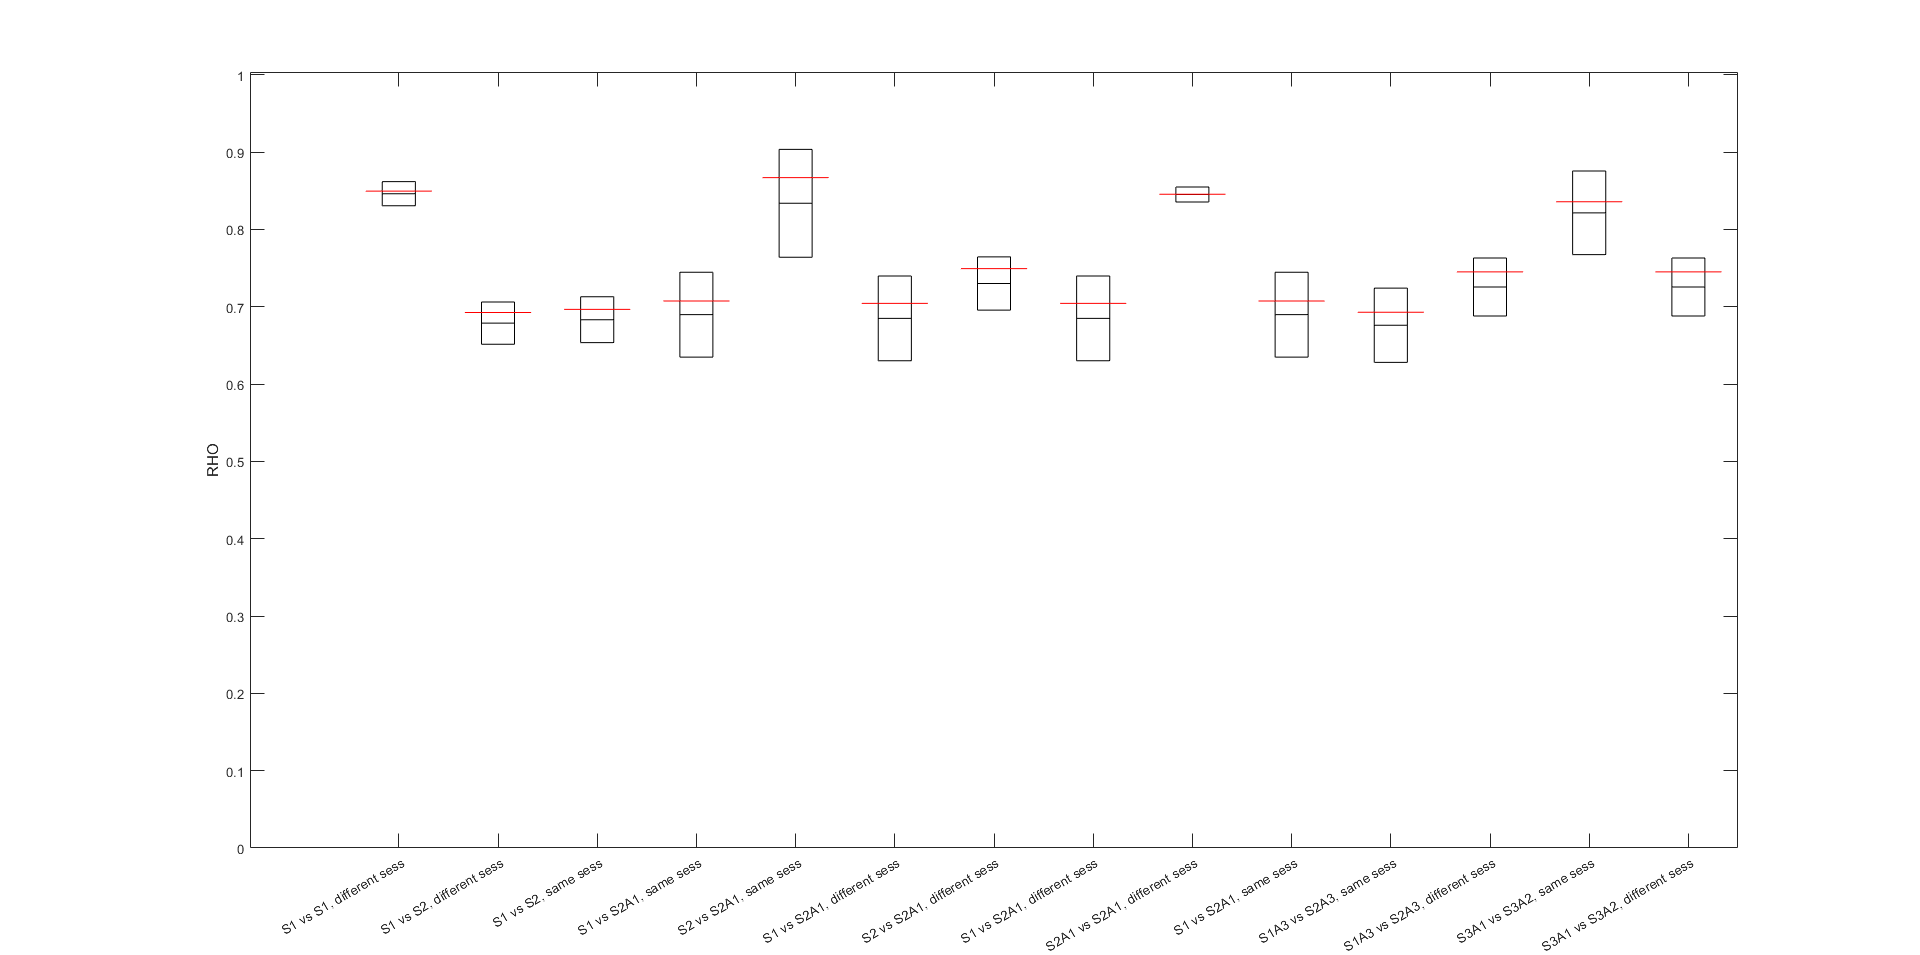 1
0.9
0.8
0.7
0.6
0.5
0.4
0.3
0.2
0.1
0
RHO
S1 vs S1, different sess
S1 vs S2, different sess
S1 vs S2, same sess
S1 vs S2A1, same sess
S2 vs S2A1, same sess
S1 vs S2A1, different sess
S2 vs S2A1, different sess
S1 vs S2A1, different sess
S2A1 vs S2A1, different sess
S1 vs S2A1, same sess
S1A3 vs S2A3, same sess
S1A3 vs S2A3, different sess
S3A1 vs S3A2, same sess
S3A1 vs S3A2, different sess